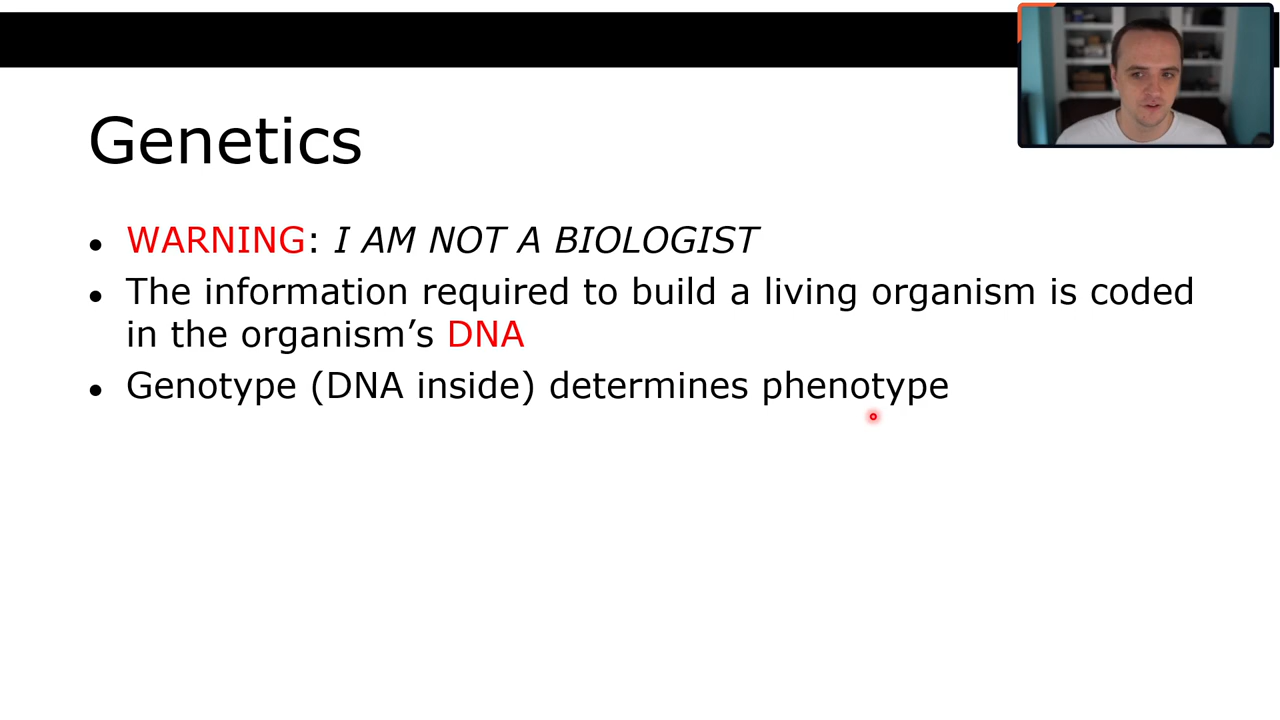 Genetics
● WARNING: I AM NOT A BIOLOGIST
● The information required to build a living organism is coded
in the organism’s DNA
● Genotype (DNA inside) determines phenotype